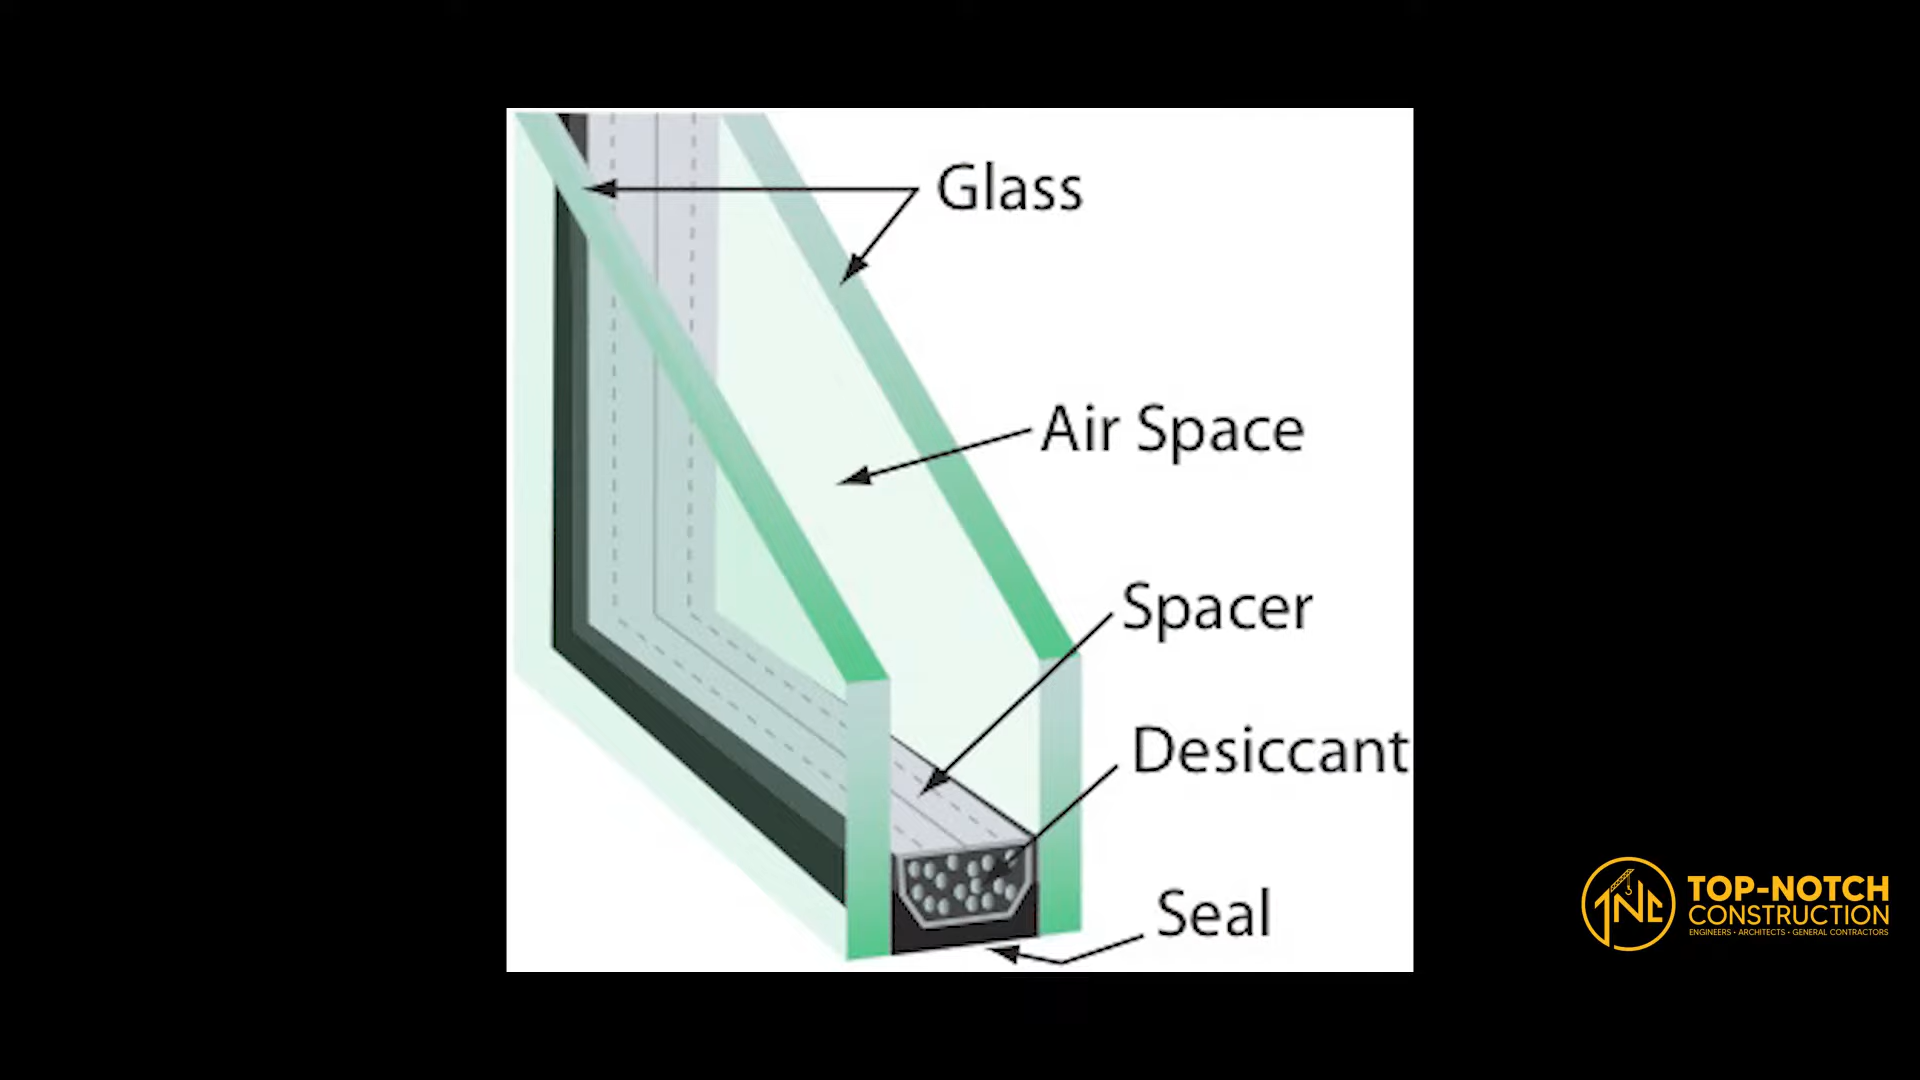 Glass
Air Space
Spacer
Desiccant
Seal
TOP-NOTCH
CONSTRUCTION
ENGINEERS • ARCHITECTS • GENERAL CONTRACTORS